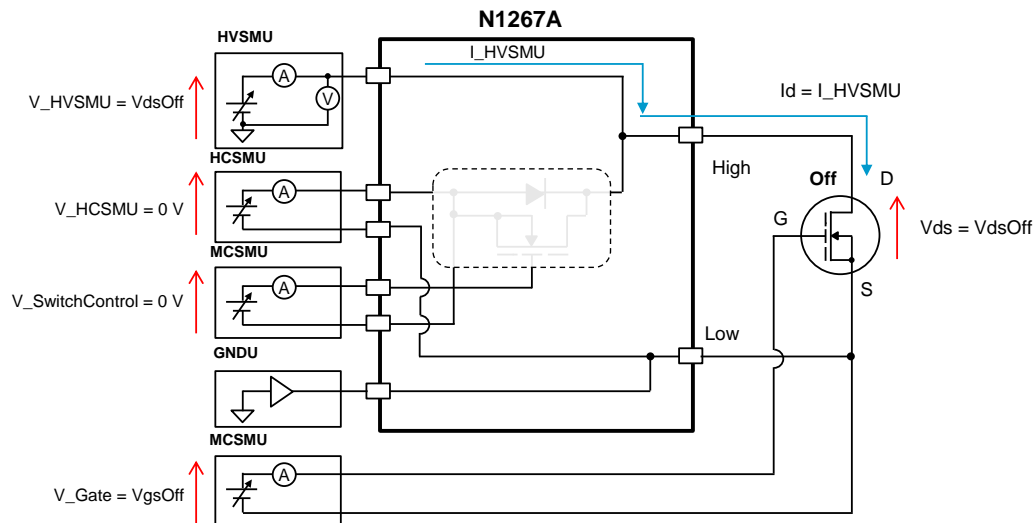 N1267A
HVSMU
I_HVSMU
A
V
V_HVSMU = VdsOff
Id = I_HVSMU
HCSMU
High
Off
D
A
V_HCSMU = 0 V
G
Vds = VdsOff
MCSMU
A
S
V_SwitchControl = 0 V
Low
GNDU
MCSMU
A
V_Gate = VgsOff